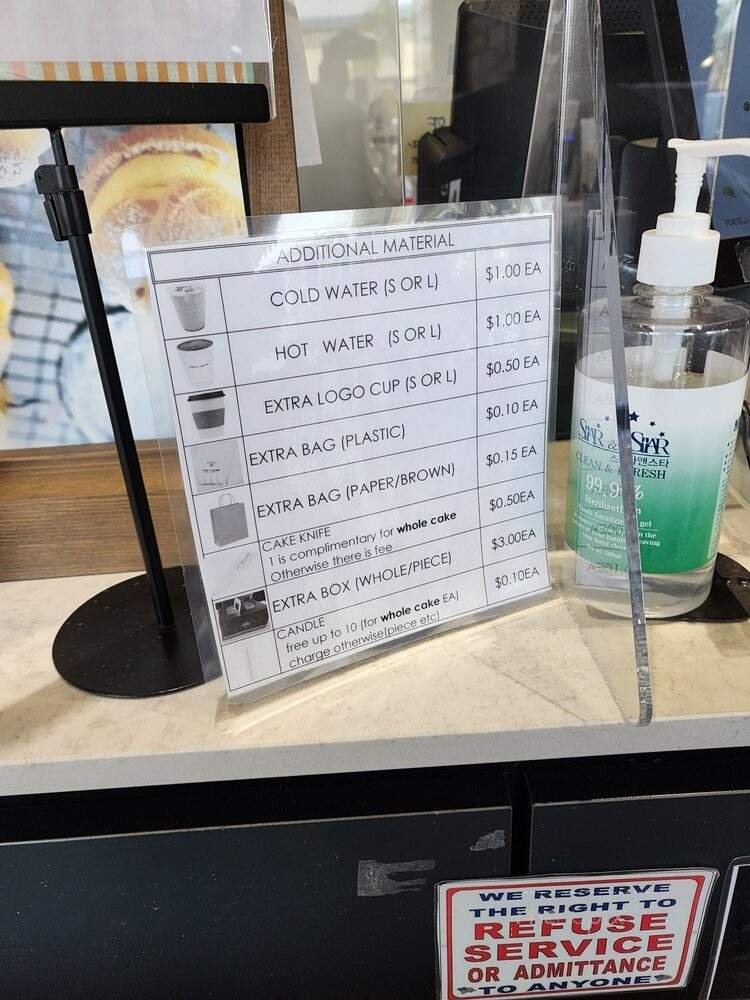 ADDITIONAL MATERIAL
COLD WATER (S OR L) $1.00 EA
HOT WATER (S OR L) $1.00 EA
EXTRA LOGO CUP (S OR L) $0.50 EA
EXTRA BAG (PLASTIC) $0.10 EA
EXTRA BAG (PAPER/BROWN) $0.15 EA
CAKE KNIFE
1 is complimentary for whole cake
Otherwise there is fee
$0.50EA
EXTRA BOX (WHOLE/PIECE) $3.00EA
CANDLE
free up to 10 (for whole cake EA)
charge otherwise(piece etc)
$0.10EA
STAR & STAR
CLEAN & FRESH
Sterilization
WE RESERVE
THE RIGHT TO
REFUSE
SERVICE
OR ADMITTANCE
TO ANYONE